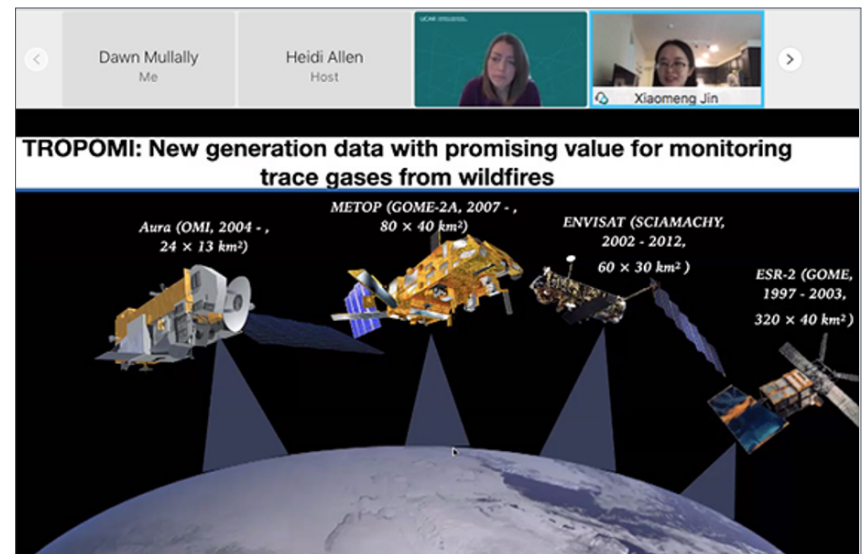 Dawn Mullally
Me
Heidi Allen
Host
UCAR
Xiaomeng Jin
TROPOMI: New generation data with promising value for monitoring
trace gases from wildfires
Aura (OMI, 2004 - ,
24 × 13 km²)
METOP (GOME-2A, 2007 - ,
80 × 40 km²)
ENVISAT (SCIAMACHY,
2002 - 2012,
60 × 30 km² )
ESR-2 (GOME,
1997 - 2003,
320 × 40 km²)